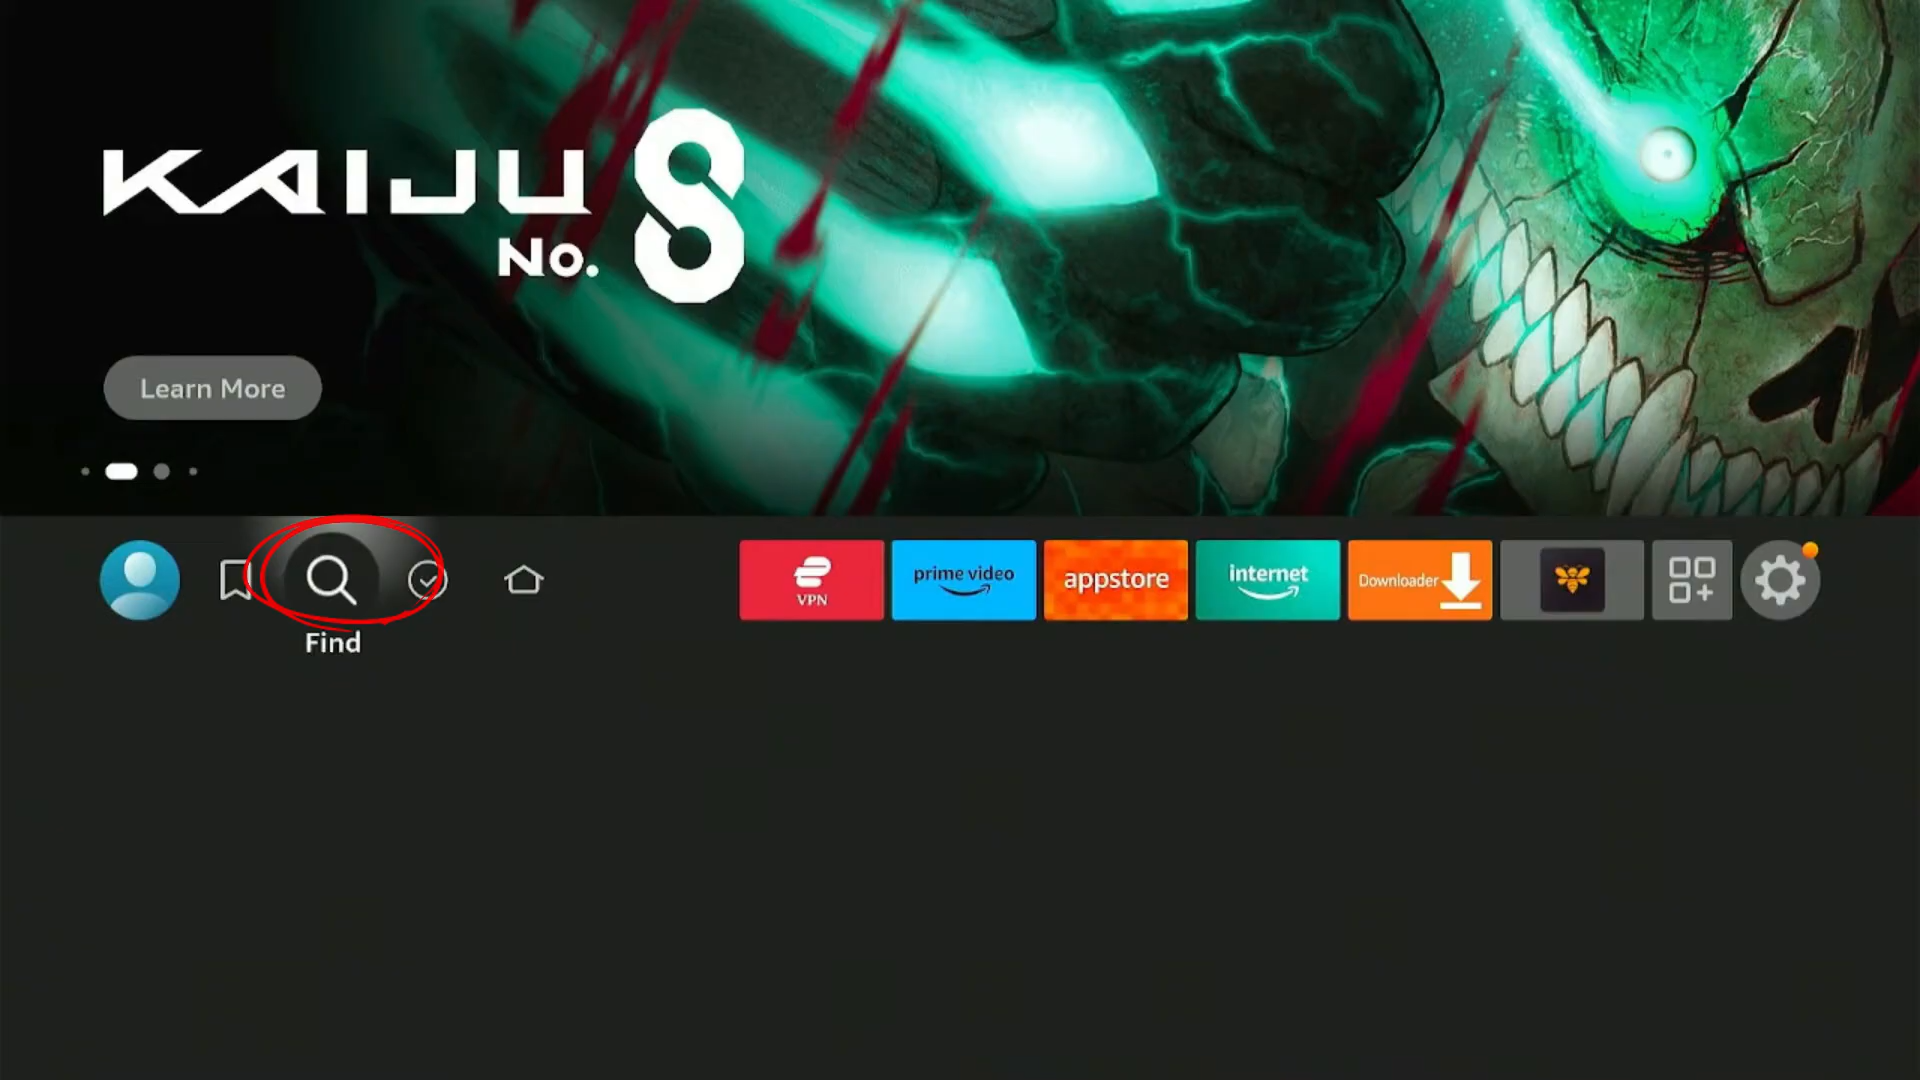 KAIJU
No. 8
Learn More
Find
VPN
prime video
appstore
internet
Downloader